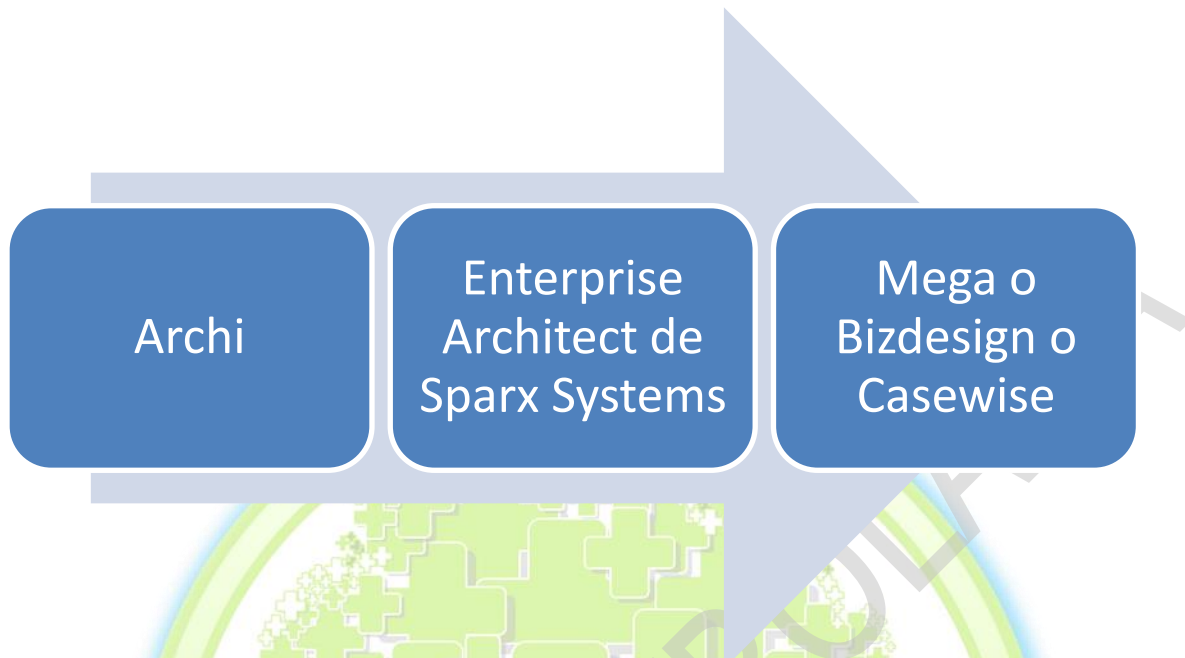 Archi
Enterprise
Architect de
Sparx Systems
Mega o
Bizdesign o
Casewise